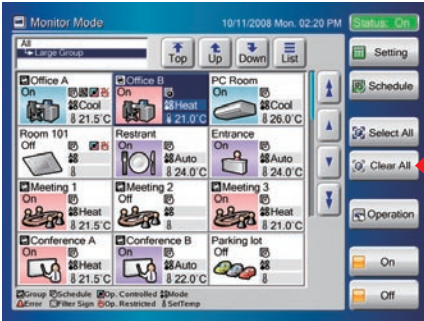 Monitor Mode 10/11/2008 Mon. 02:20 PM Status: On
All
Large Group
Top Up Down List
Setting
Schedule
Select All
Clear All
Operation
On
Off
Office A
On
Cool
21.5°C
Office B
On
Heat
21.0°C
PC Room
On
Cool
26.0°C
Room 101
Off
Restrant
On
Auto
24.0°C
Entrance
On
Auto
24.0°C
Meeting 1
On
Heat
21.5°C
Meeting 2
Off
Meeting 3
On
Heat
21.0°C
Conference A
On
Heat
21.5°C
Conference B
On
Auto
22.0°C
Parking lot
Off
Group Schedule Op. Controlled Mode
Error Filter Sign Op. Restricted SetTemp